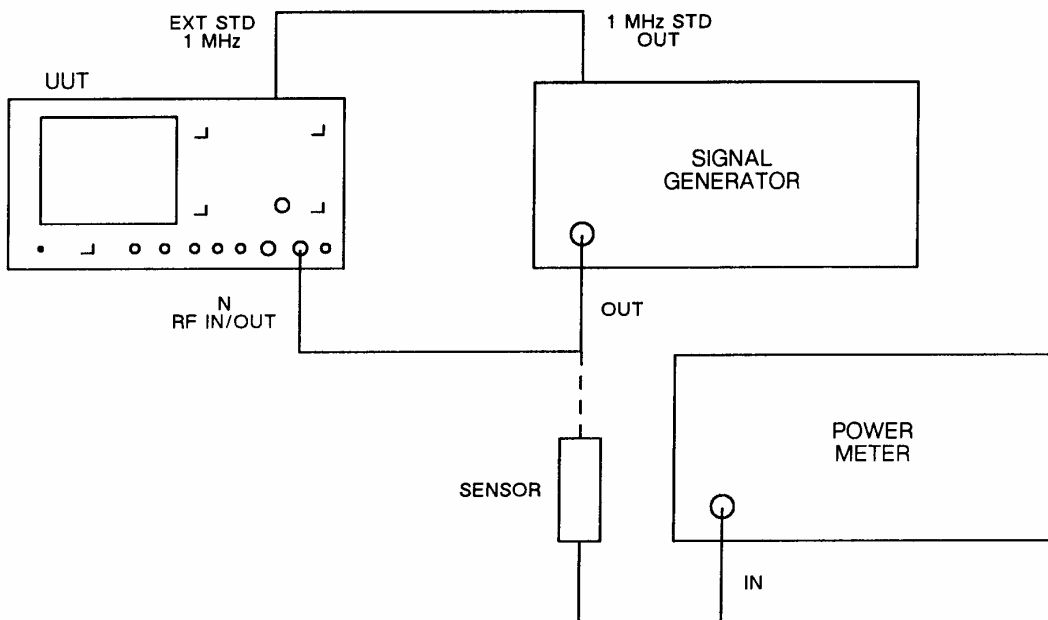 EXT STD
1 MHz
1 MHz STD
OUT
UUT
SIGNAL
GENERATOR
N
RF IN/OUT
OUT
POWER
METER
SENSOR
IN